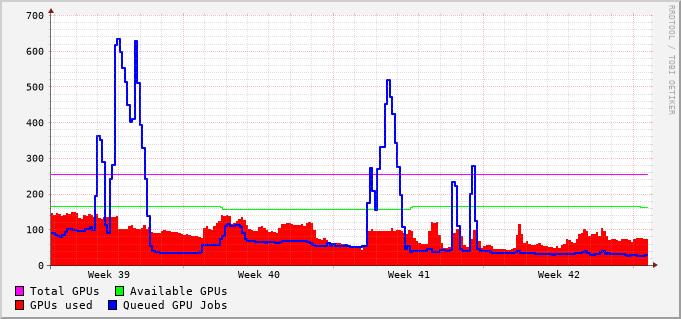 RRDTOOL / TOBI OETIKER
700
600
500
400
300
200
100
0
Week 39 Week 40 Week 41 Week 42
Total GPUs Available GPUs
GPUs used Queued GPU Jobs